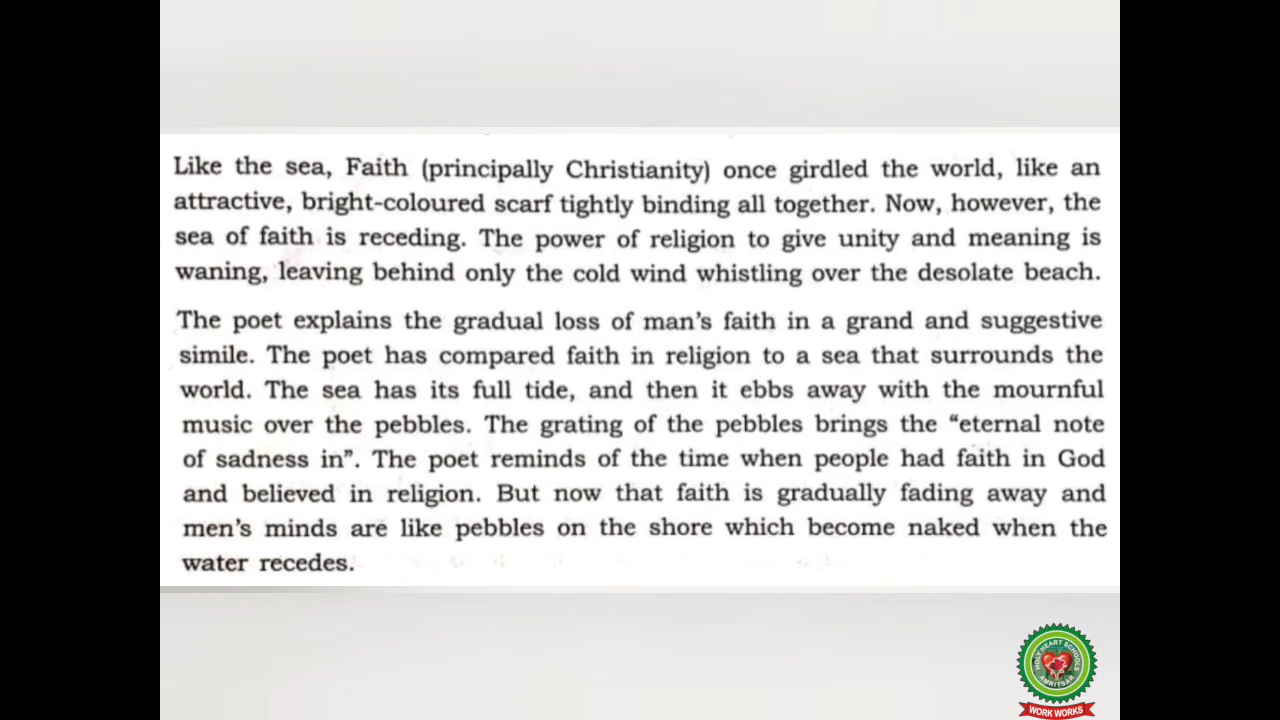 Like the sea, Faith (principally Christianity) once girdled the world, like an
attractive, bright-coloured scarf tightly binding all together. Now, however, the
sea of faith is receding. The power of religion to give unity and meaning is
waning, leaving behind only the cold wind whistling over the desolate beach.
The poet explains the gradual loss of man's faith in a grand and suggestive
simile. The poet has compared faith in religion to a sea that surrounds the
world. The sea has its full tide, and then it ebbs away with the mournful
music over the pebbles. The grating of the pebbles brings the “eternal note
of sadness in”. The poet reminds of the time when people had faith in God
and believed in religion. But now that faith is gradually fading away and
men's minds are like pebbles on the shore which become naked when the
water recedes.
HOLY HEART SCHOOLS
AMRITSAR
WORK WORKS